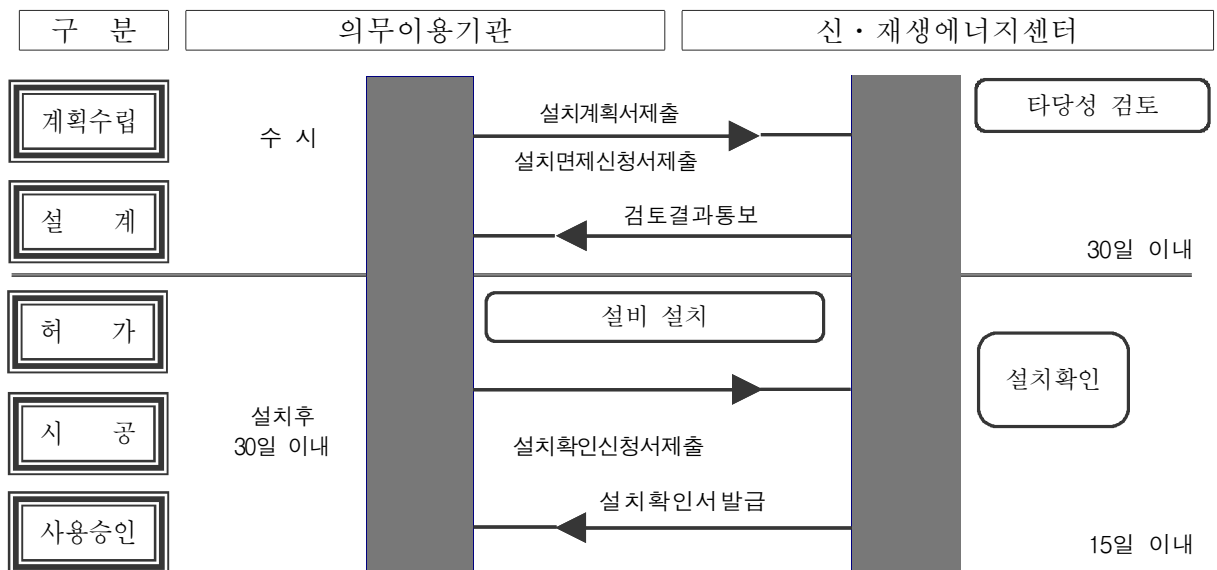 구 분
의무이용기관
신·재생에너지센터
계획수립
수 시
설치계획서제출
타당성 검토
설치면제신청서제출
설 계
검토결과통보
30일 이내
허 가
설비 설치
설치확인
시 공
설치후
30일 이내
설치확인신청서제출
설치확인서발급
사용승인
15일 이내